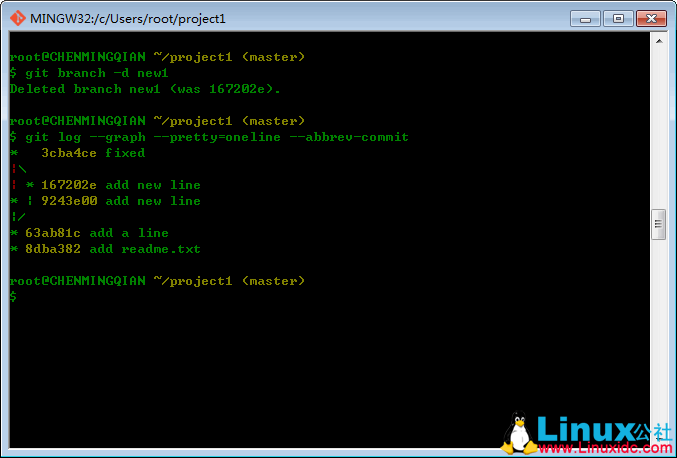 MINGW32:/c/Users/root/project1
root@CHENMINGQIAN ~/project1 (master)
$ git branch -d new1
Deleted branch new1 (was 167202e).
root@CHENMINGQIAN ~/project1 (master)
$ git log --graph --pretty=oneline --abbrev-commit
*   3cba4ce fixed
|\
| * 167202e add new line
* | 9243e00 add new line
|/
* 63ab81c add a line
* 8dba382 add readme.txt
root@CHENMINGQIAN ~/project1 (master)
$
Linux公社
www.Linuxidc.com